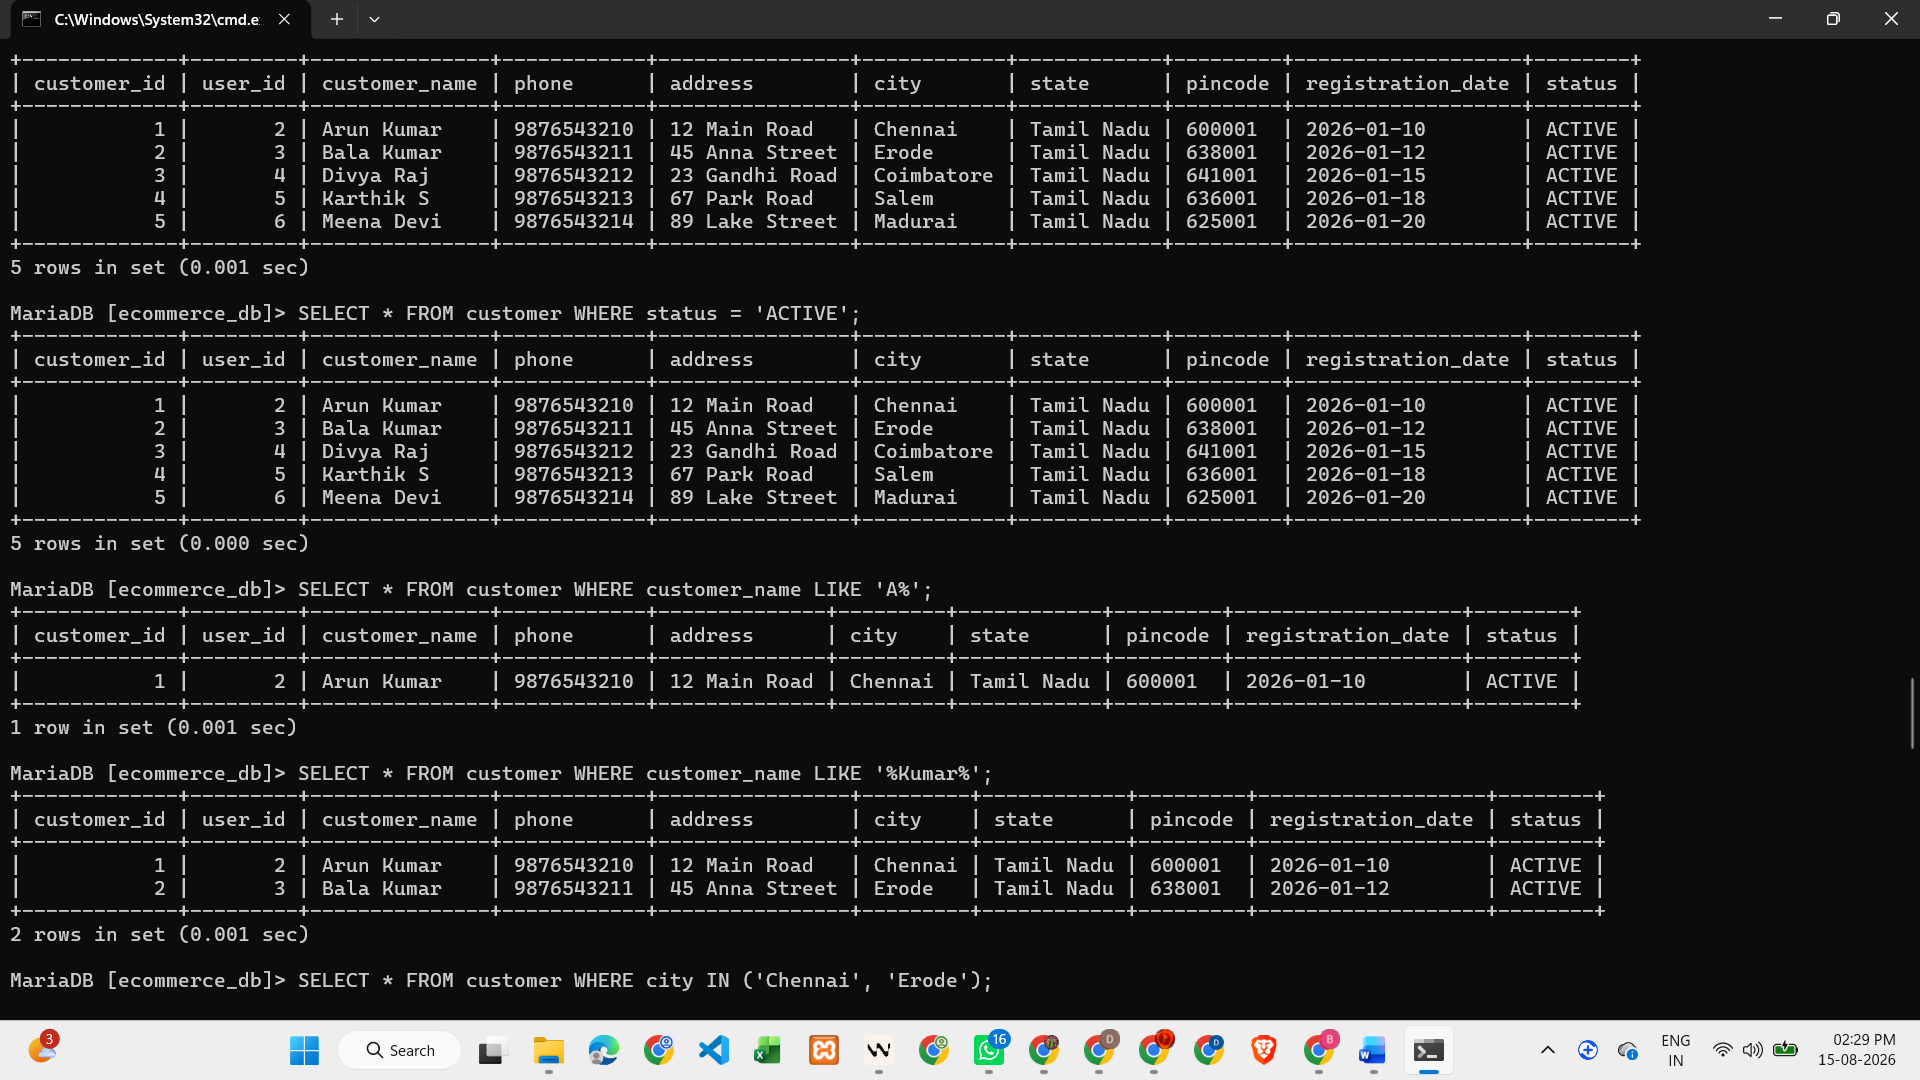 C:\Windows\System32\cmd.e
+-------------+---------+---------------+------------+-----------------+------------+------------+---------+-------------------+--------+
| customer_id | user_id | customer_name | phone      | address         | city       | state      | pincode | registration_date | status |
+-------------+---------+---------------+------------+-----------------+------------+------------+---------+-------------------+--------+
|           1 |       2 | Arun Kumar    | 9876543210 | 12 Main Road    | Chennai    | Tamil Nadu | 600001  | 2026-01-10        | ACTIVE |
|           2 |       3 | Bala Kumar    | 9876543211 | 45 Anna Street  | Erode      | Tamil Nadu | 638001  | 2026-01-12        | ACTIVE |
|           3 |       4 | Divya Raj     | 9876543212 | 23 Gandhi Road  | Coimbatore | Tamil Nadu | 641001  | 2026-01-15        | ACTIVE |
|           4 |       5 | Karthik S     | 9876543213 | 67 Park Road    | Salem      | Tamil Nadu | 636001  | 2026-01-18        | ACTIVE |
|           5 |       6 | Meena Devi    | 9876543214 | 89 Lake Street  | Madurai    | Tamil Nadu | 625001  | 2026-01-20        | ACTIVE |
+-------------+---------+---------------+------------+-----------------+------------+------------+---------+-------------------+--------+
5 rows in set (0.001 sec)
MariaDB [ecommerce_db]> SELECT * FROM customer WHERE status = 'ACTIVE';
+-------------+---------+---------------+------------+-----------------+------------+------------+---------+-------------------+--------+
| customer_id | user_id | customer_name | phone      | address         | city       | state      | pincode | registration_date | status |
+-------------+---------+---------------+------------+-----------------+------------+------------+---------+-------------------+--------+
|           1 |       2 | Arun Kumar    | 9876543210 | 12 Main Road    | Chennai    | Tamil Nadu | 600001  | 2026-01-10        | ACTIVE |
|           2 |       3 | Bala Kumar    | 9876543211 | 45 Anna Street  | Erode      | Tamil Nadu | 638001  | 2026-01-12        | ACTIVE |
|           3 |       4 | Divya Raj     | 9876543212 | 23 Gandhi Road  | Coimbatore | Tamil Nadu | 641001  | 2026-01-15        | ACTIVE |
|           4 |       5 | Karthik S     | 9876543213 | 67 Park Road    | Salem      | Tamil Nadu | 636001  | 2026-01-18        | ACTIVE |
|           5 |       6 | Meena Devi    | 9876543214 | 89 Lake Street  | Madurai    | Tamil Nadu | 625001  | 2026-01-20        | ACTIVE |
+-------------+---------+---------------+------------+-----------------+------------+------------+---------+-------------------+--------+
5 rows in set (0.000 sec)
MariaDB [ecommerce_db]> SELECT * FROM customer WHERE customer_name LIKE 'A%';
+-------------+---------+---------------+------------+--------------+---------+------------+---------+-------------------+--------+
| customer_id | user_id | customer_name | phone      | address      | city    | state      | pincode | registration_date | status |
+-------------+---------+---------------+------------+--------------+---------+------------+---------+-------------------+--------+
|           1 |       2 | Arun Kumar    | 9876543210 | 12 Main Road | Chennai | Tamil Nadu | 600001  | 2026-01-10        | ACTIVE |
+-------------+---------+---------------+------------+--------------+---------+------------+---------+-------------------+--------+
1 row in set (0.001 sec)
MariaDB [ecommerce_db]> SELECT * FROM customer WHERE customer_name LIKE '%Kumar%';
+-------------+---------+---------------+------------+----------------+---------+------------+---------+-------------------+--------+
| customer_id | user_id | customer_name | phone      | address        | city    | state      | pincode | registration_date | status |
+-------------+---------+---------------+------------+----------------+---------+------------+---------+-------------------+--------+
|           1 |       2 | Arun Kumar    | 9876543210 | 12 Main Road   | Chennai | Tamil Nadu | 600001  | 2026-01-10        | ACTIVE |
|           2 |       3 | Bala Kumar    | 9876543211 | 45 Anna Street | Erode   | Tamil Nadu | 638001  | 2026-01-12        | ACTIVE |
+-------------+---------+---------------+------------+----------------+---------+------------+---------+-------------------+--------+
2 rows in set (0.001 sec)
MariaDB [ecommerce_db]> SELECT * FROM customer WHERE city IN ('Chennai', 'Erode');
3
Search
16
ENG
IN
02:29 PM
15-08-2026